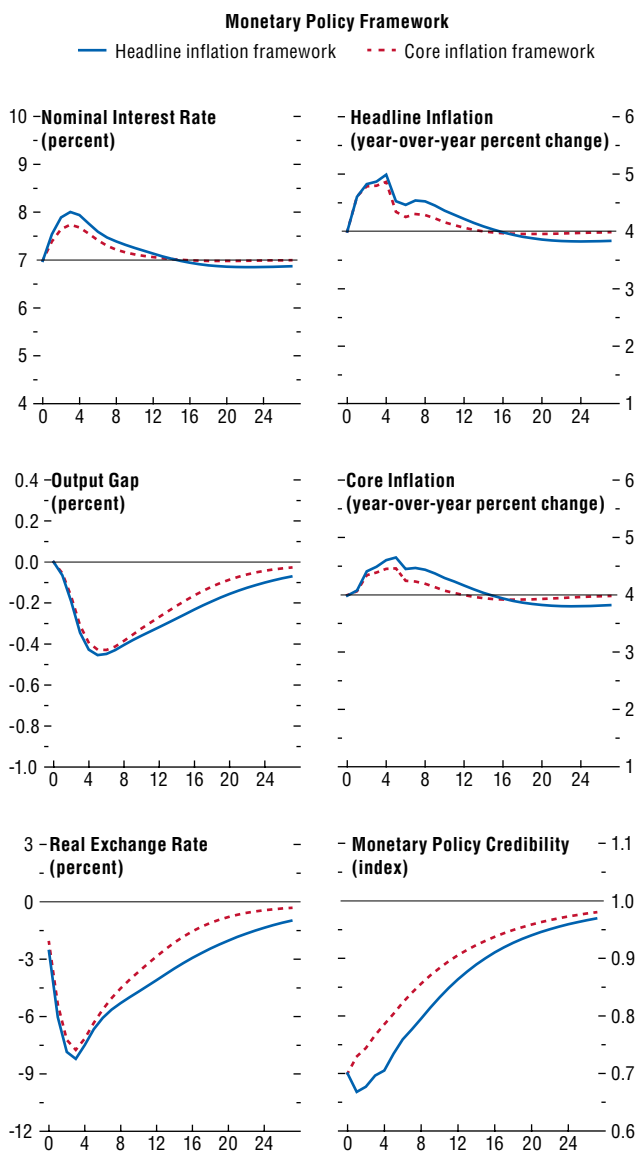 Monetary Policy Framework
Headline inflation framework Core inflation framework
Nominal Interest Rate
(percent)
10
9
8
7
6
5
4
0 4 8 12 16 20 24
Headline Inflation
(year-over-year percent change)
6
5
4
3
2
1
0 4 8 12 16 20 24
Output Gap
(percent)
0.4
0.2
0.0
-0.2
-0.4
-0.6
-0.8
-1.0
0 4 8 12 16 20 24
Core Inflation
(year-over-year percent change)
6
5
4
3
2
1
0 4 8 12 16 20 24
Real Exchange Rate
(percent)
3
0
-3
-6
-9
-12
0 4 8 12 16 20 24
Monetary Policy Credibility
(index)
1.1
1.0
0.9
0.8
0.7
0.6
0 4 8 12 16 20 24